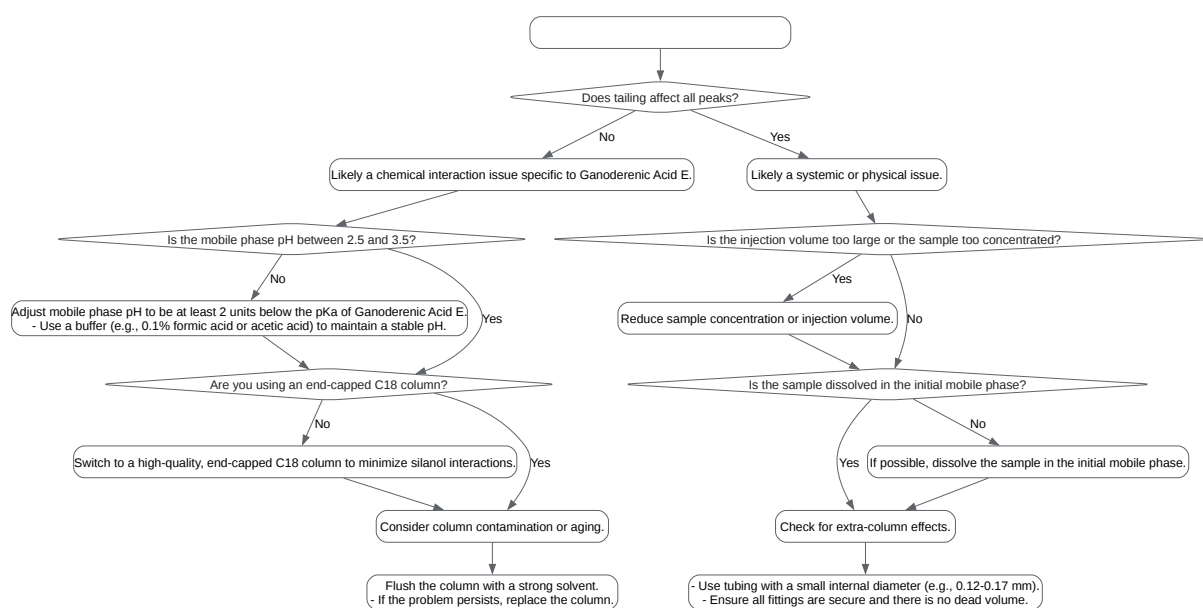 Does tailing affect all peaks?
No
Yes
Likely a chemical interaction issue specific to Ganoderenic Acid E.
Likely a systemic or physical issue.
Is the mobile phase pH between 2.5 and 3.5?
Is the injection volume too large or the sample too concentrated?
No
Yes
Adjust mobile phase pH to be at least 2 units below the pKa of Ganoderenic Acid E.
- Use a buffer (e.g., 0.1% formic acid or acetic acid) to maintain a stable pH.
Yes
Reduce sample concentration or injection volume.
No
Are you using an end-capped C18 column?
Is the sample dissolved in the initial mobile phase?
No
No
Switch to a high-quality, end-capped C18 column to minimize silanol interactions.
Yes
Yes
If possible, dissolve the sample in the initial mobile phase.
Consider column contamination or aging.
Check for extra-column effects.
Flush the column with a strong solvent.
- If the problem persists, replace the column.
- Use tubing with a small internal diameter (e.g., 0.12-0.17 mm).
- Ensure all fittings are secure and there is no dead volume.